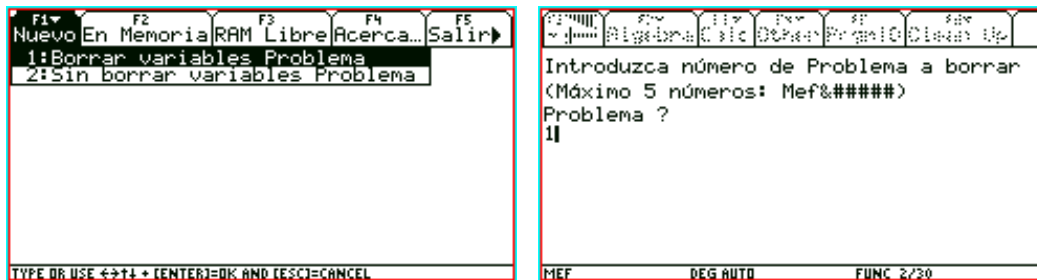 F1 F2 F3 F4 F5
Nuevo En Memoria RAM Libre Acerca… Salir
1:Borrar variables Problema
2:Sin borrar variables Problema
TYPE OR USE ←→↑↓ + [ENTER]=OK AND [ESC]=CANCEL
Algebra Calc Other PrgmIO Clean Up
Introduzca número de Problema a borrar
(Máximo 5 números: Mef&#####)
Problema ?
1
MEF DEG AUTO FUNC 2/30